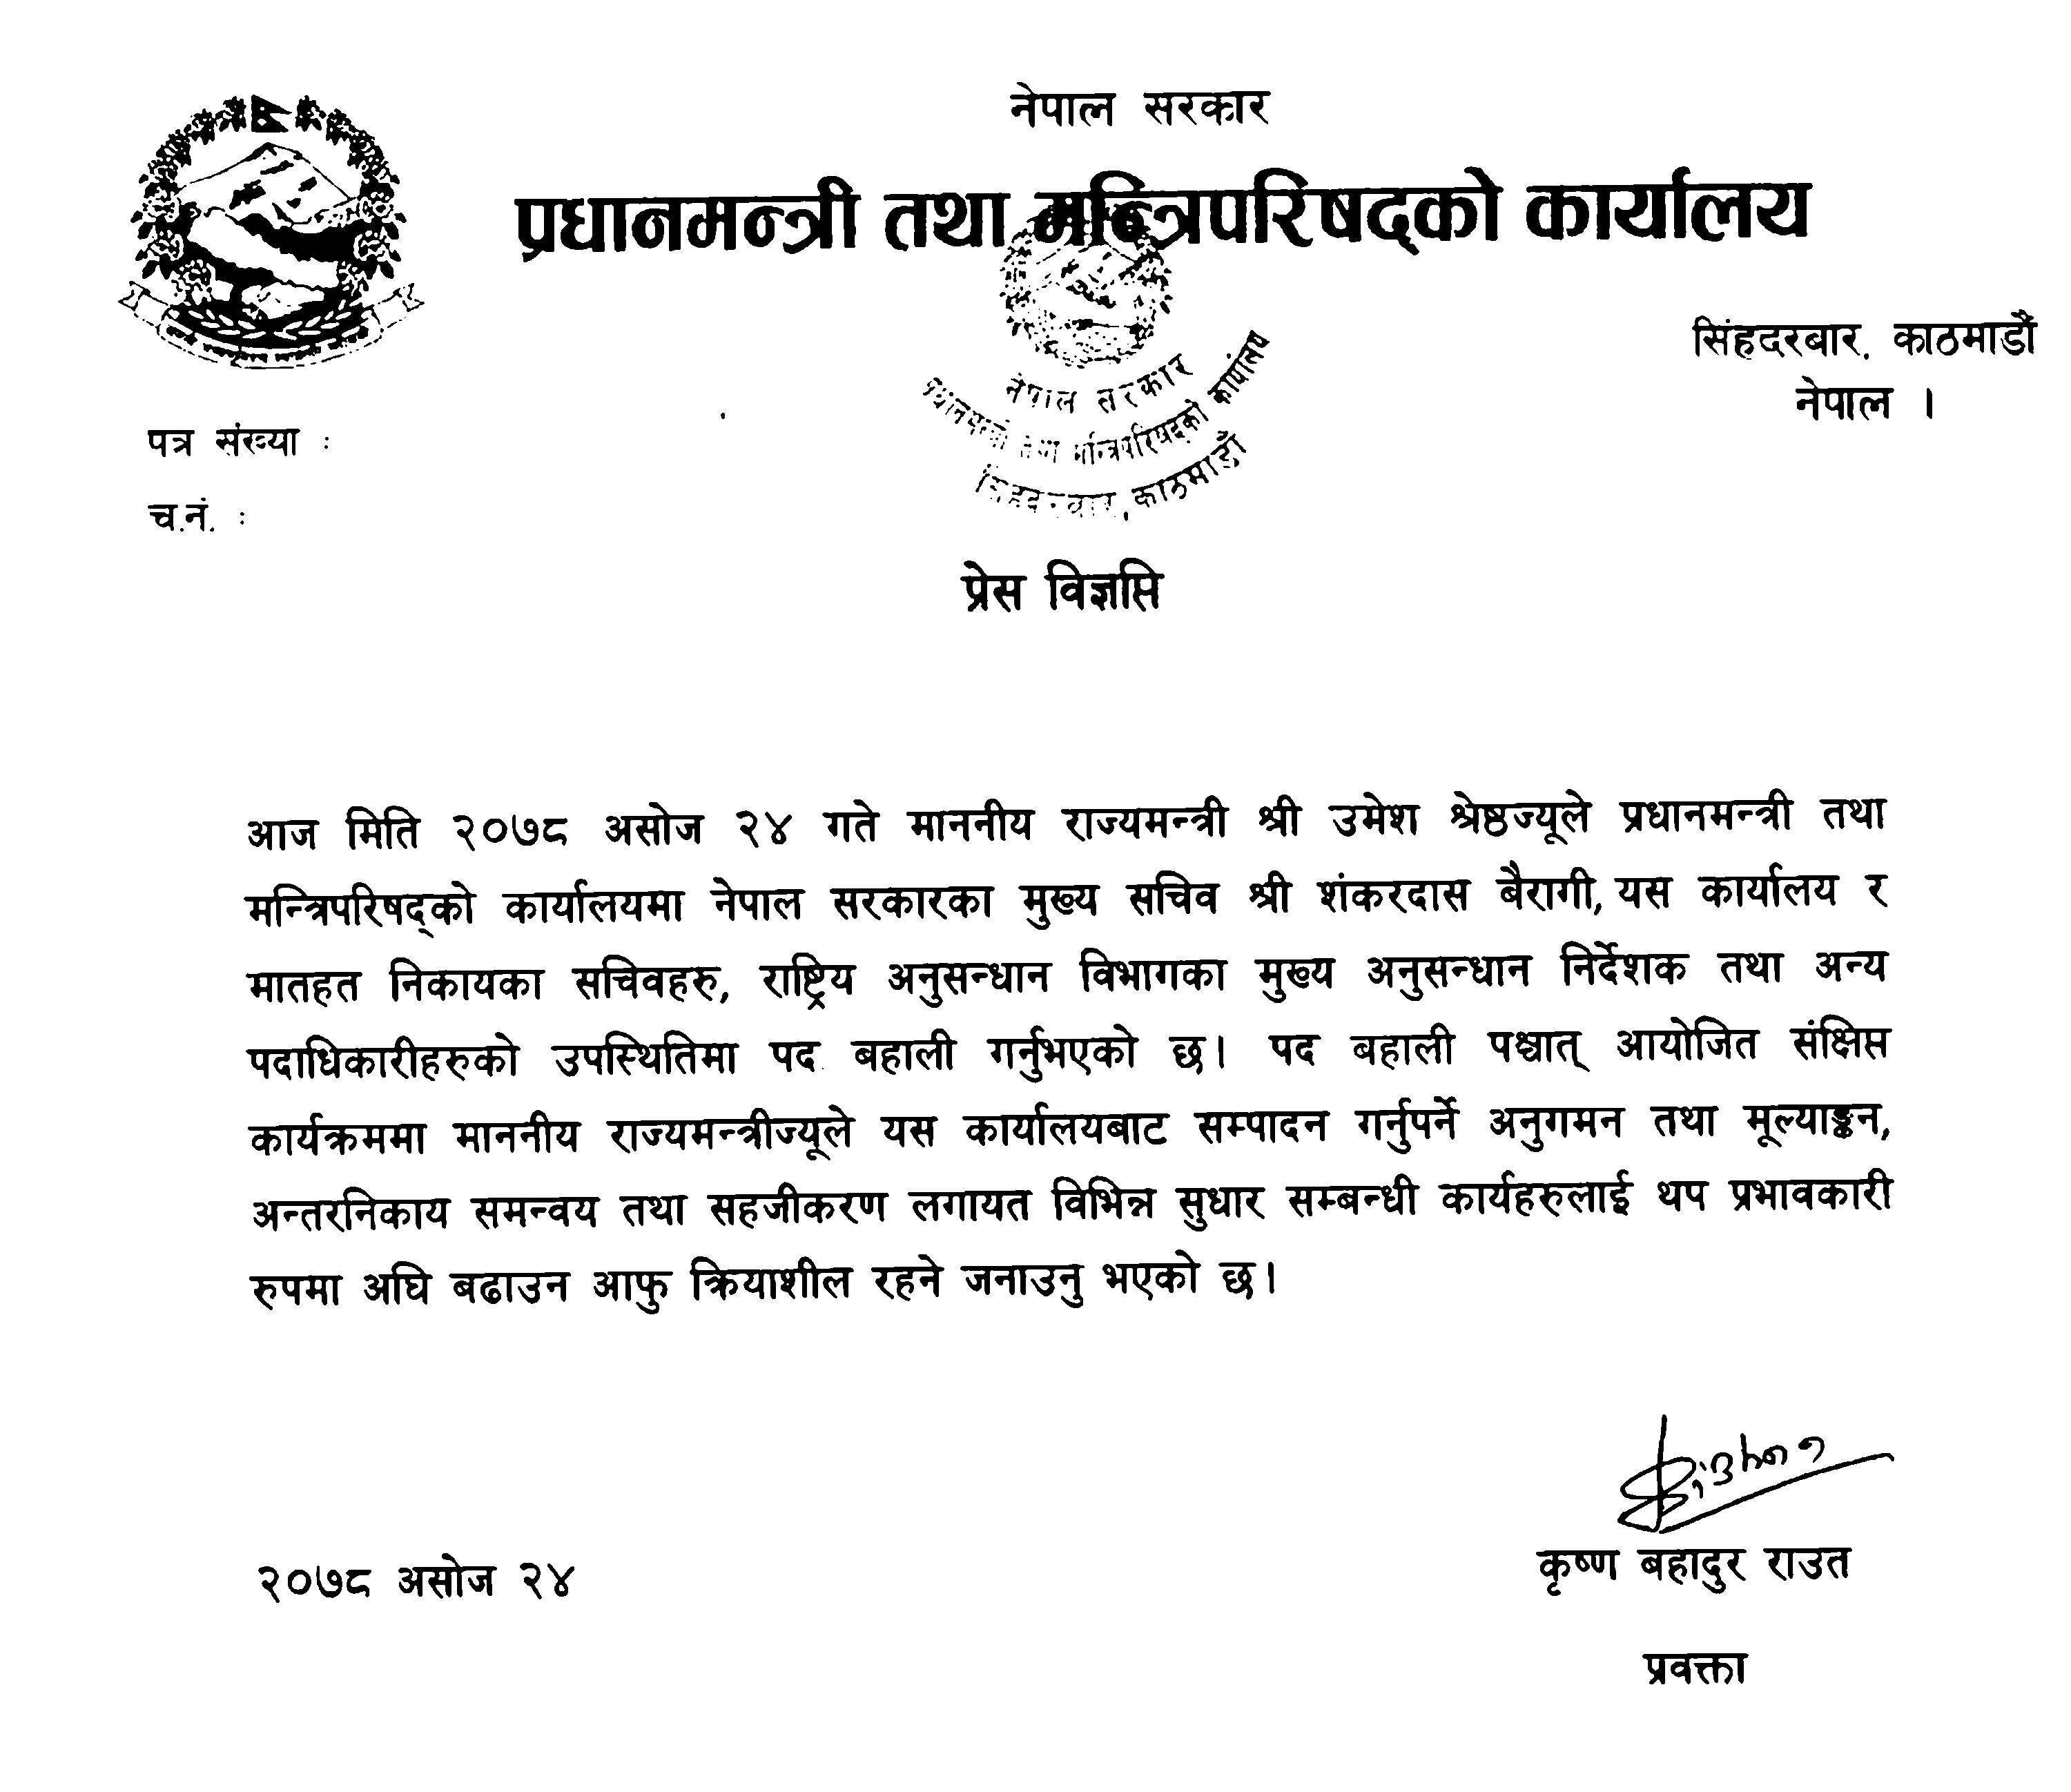 नेपाल सरकार
प्रधानमन्त्री तथा मन्त्रिपरिषद्को कार्यालय
सिंहदरबार, काठमाडौं
नेपाल ।
नेपाल सरकार
प्रधानमन्त्री तथा मन्त्रिपरिषद्को कार्यालय
सिंहदरबार, काठमाडौं
पत्र संख्या :
च.नं. :
प्रेस विज्ञप्ति
आज मिति २०७८ असोज २४ गते माननीय राज्यमन्त्री श्री उमेश श्रेष्ठज्यूले प्रधानमन्त्री तथा
मन्त्रिपरिषद्को कार्यालयमा नेपाल सरकारका मुख्य सचिव श्री शंकरदास बैरागी, यस कार्यालय र
मातहत निकायका सचिवहरु, राष्ट्रिय अनुसन्धान विभागका मुख्य अनुसन्धान निर्देशक तथा अन्य
पदाधिकारीहरुको उपस्थितिमा पद बहाली गर्नुभएको छ। पद बहाली पश्चात् आयोजित संक्षिप्त
कार्यक्रममा माननीय राज्यमन्त्रीज्यूले यस कार्यालयबाट सम्पादन गर्नुपर्ने अनुगमन तथा मूल्याङ्कन,
अन्तरनिकाय समन्वय तथा सहजीकरण लगायत विभिन्न सुधार सम्बन्धी कार्यहरुलाई थप प्रभावकारी
रुपमा अघि बढाउन आफु क्रियाशील रहने जनाउनु भएको छ।
२०७८ असोज २४
कृष्ण बहादुर राउत
प्रवक्ता